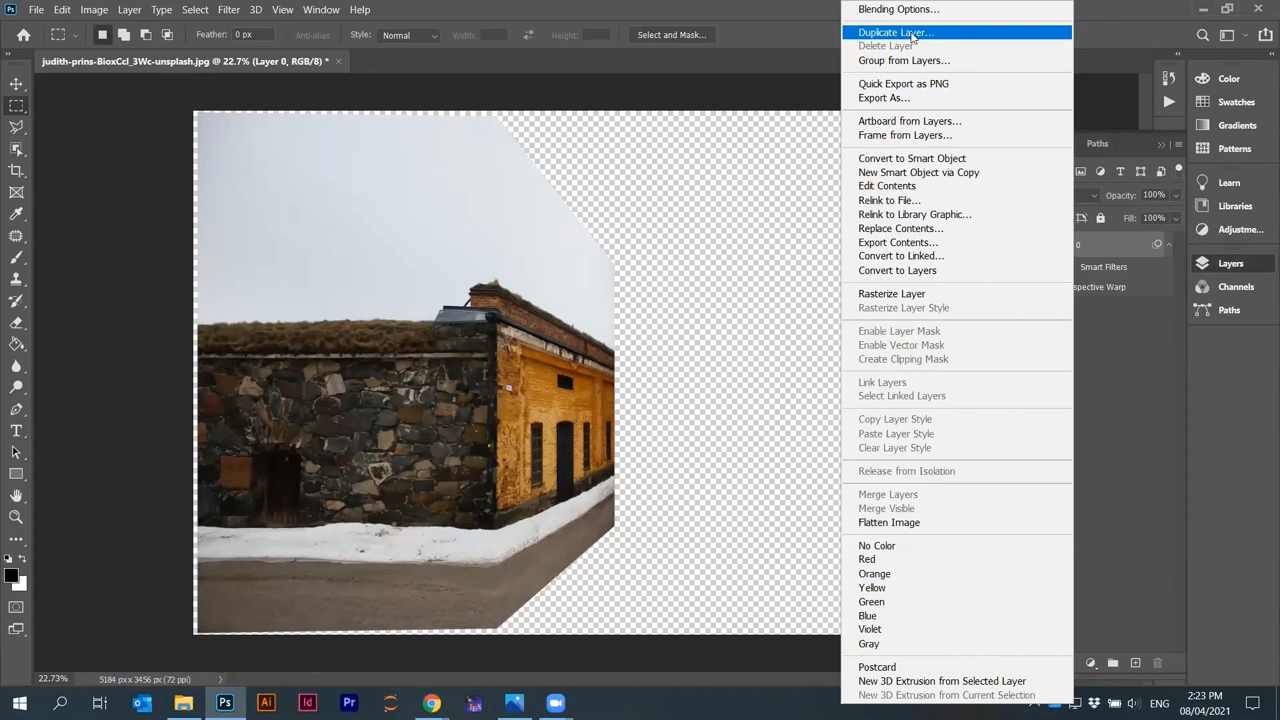 File
Edit
Image
Layer
Type
Select
Filter
3D
View
Window
Help
Feather: 0 px
Anti-alias
Style: Normal
Width:
Height:
Select and Mask...
judith-prins-BioxCcI_3Wc-unsplash.jpg @ 22.7% (Layer 0, RGB/8) *
Blending Options...
Duplicate Layer...
Delete Layer
Group from Layers...
Quick Export as PNG
Export As...
Artboard from Layers...
Frame from Layers...
Convert to Smart Object
New Smart Object via Copy
Edit Contents
Relink to File...
Relink to Library Graphic...
Replace Contents...
Export Contents...
Convert to Linked...
Convert to Layers
Rasterize Layer
Rasterize Layer Style
Enable Layer Mask
Enable Vector Mask
Create Clipping Mask
Link Layers
Select Linked Layers
Copy Layer Style
Paste Layer Style
Clear Layer Style
Release from Isolation
Merge Layers
Merge Visible
Flatten Image
No Color
Red
Orange
Yellow
Green
Blue
Violet
Gray
Postcard
New 3D Extrusion from Selected Layer
New 3D Extrusion from Current Selection
Paths
Opacity: 100%
Fill: 100%
0
Smart Filters
spective Warp
Color
Swatches
Gradients
Patterns
Learn
Libraries
Adjustme...
Layers
Channels
Paths
22.73%
5184 px x 3456 px (72 ppi)
Ps
Ai
Id
Pr
ENG
2:23 PM
08/04/2021